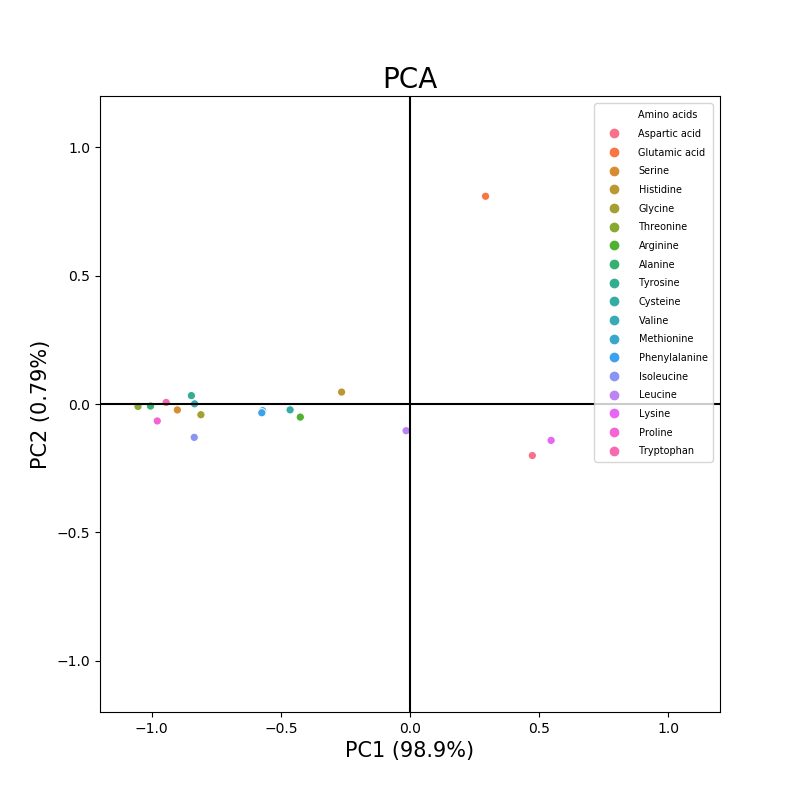 PCA
Amino acids
Aspartic acid
Glutamic acid
Serine
Histidine
Glycine
Threonine
Arginine
Alanine
Tyrosine
Cysteine
Valine
Methionine
Phenylalanine
Isoleucine
Leucine
Lysine
Proline
Tryptophan
1.0
0.5
0.0
−0.5
−1.0
PC2 (0.79%)
−1.0 −0.5 0.0 0.5 1.0
PC1 (98.9%)